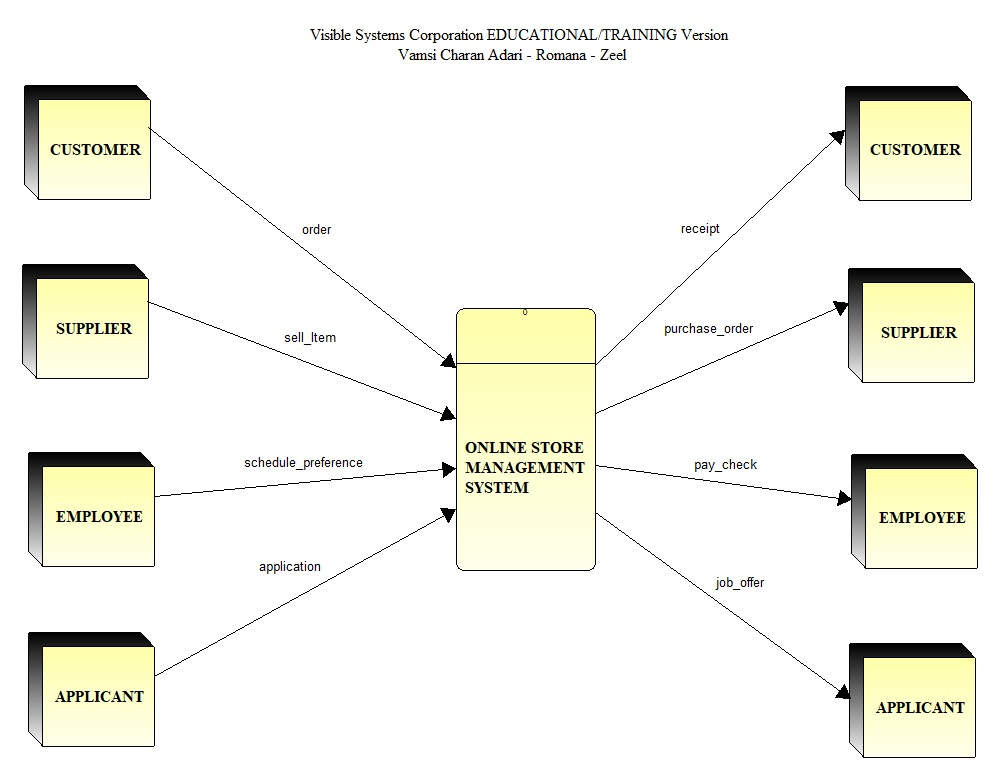 Visible Systems Corporation EDUCATIONAL/TRAINING Version
Vamsi Charan Adari - Romana - Zeel
CUSTOMER
CUSTOMER
order
receipt
SUPPLIER
SUPPLIER
sell_Item
purchase_order
0
ONLINE STORE
MANAGEMENT
SYSTEM
schedule_preference
pay_check
EMPLOYEE
EMPLOYEE
application
job_offer
APPLICANT
APPLICANT